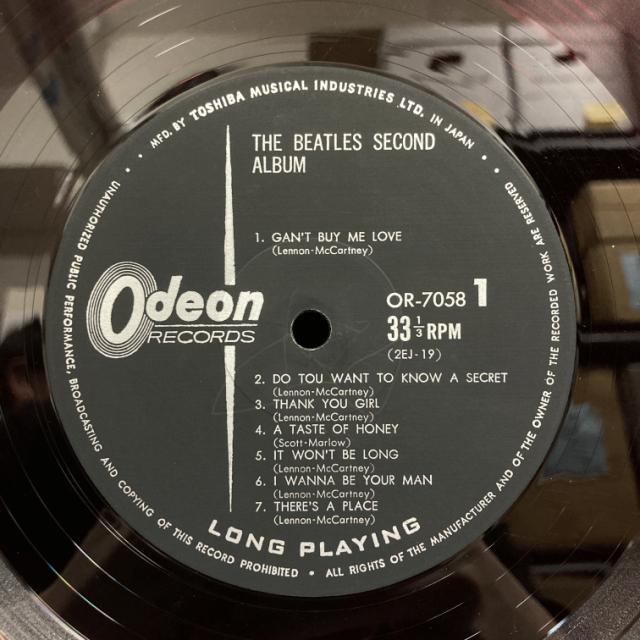 MFD. BY TOSHIBA MUSICAL INDUSTRIES LTD. IN JAPAN
THE BEATLES SECOND
ALBUM
1. GAN'T BUY ME LOVE
(Lennon-McCartney)
Odeon
RECORDS
OR-7058 1
33 1/3 RPM
(2EJ-19)
2. DO TOU WANT TO KNOW A SECRET
(Lennon-McCartney)
3. THANK YOU GIRL
(Lennon-McCartney)
4. A TASTE OF HONEY
(Scott-Marlow)
5. IT WON'T BE LONG
(Lennon-McCartney)
6. I WANNA BE YOUR MAN
(Lennon-McCartney)
7. THERE'S A PLACE
(Lennon-McCartney)
LONG PLAYING
UNAUTHORIZED PUBLIC PERFORMANCE, BROADCASTING AND COPYING OF THIS RECORD PROHIBITED • ALL RIGHTS OF THE MANUFACTURER AND OF THE OWNER OF THE RECORDED WORK ARE RESERVED